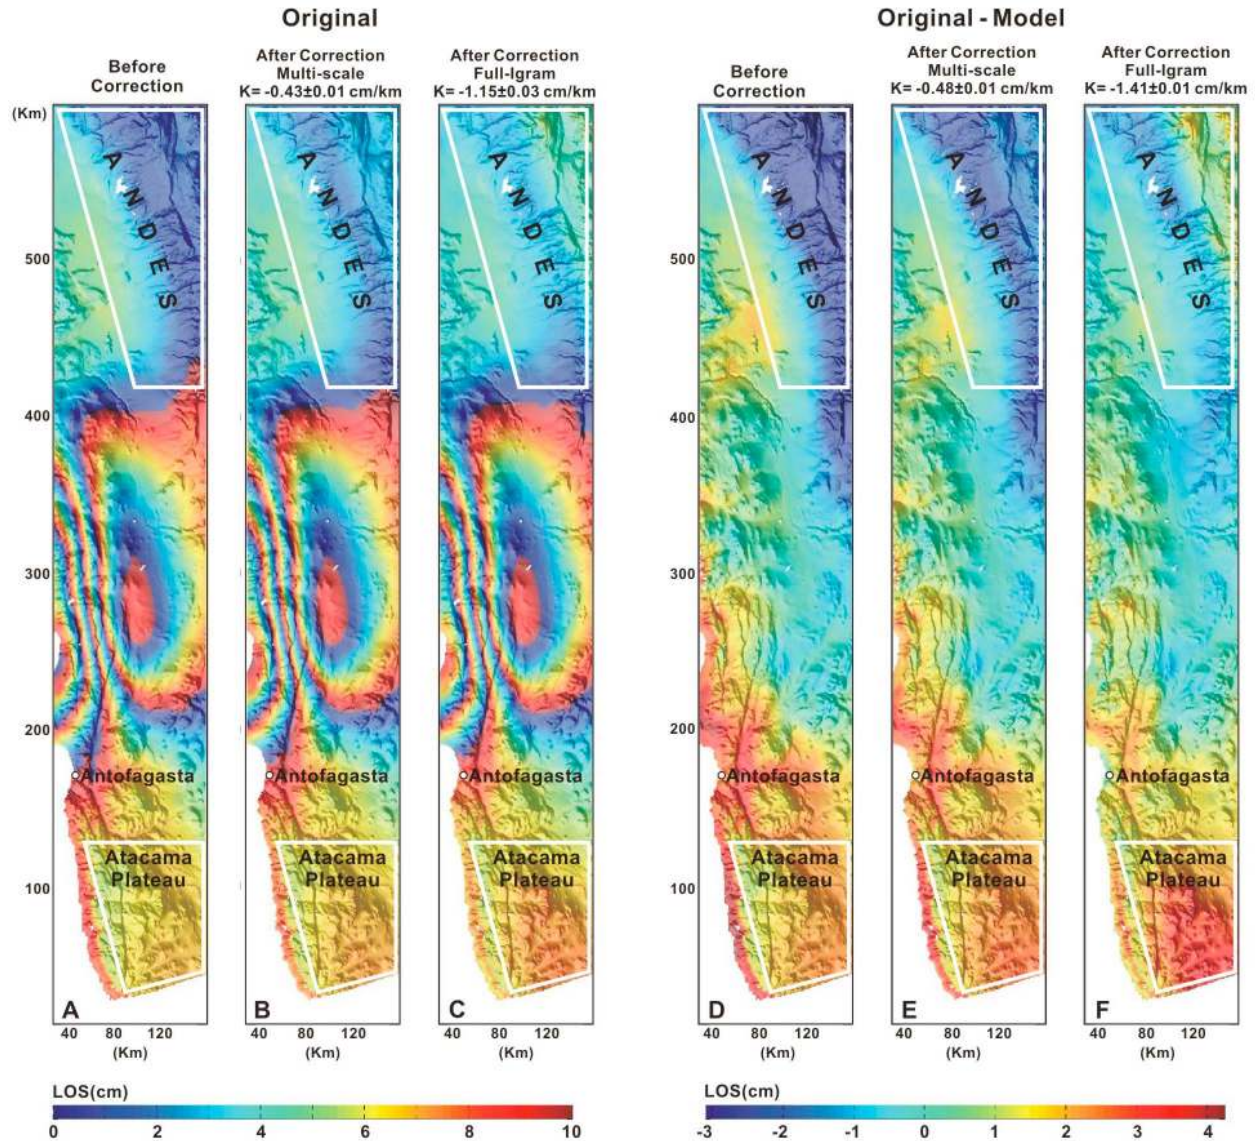 Original
Original - Model
Before
Correction
After Correction
Multi-scale
K= -0.43±0.01 cm/km
After Correction
Full-Igram
K= -1.15±0.03 cm/km
Before
Correction
After Correction
Multi-scale
K= -0.48±0.01 cm/km
After Correction
Full-Igram
K= -1.41±0.01 cm/km
(Km)
500
400
300
200
100
500
400
300
200
100
ANDES
ANDES
ANDES
ANDES
ANDES
ANDES
Antofagasta
Antofagasta
Antofagasta
Antofagasta
Antofagasta
Antofagasta
Atacama
Plateau
Atacama
Plateau
Atacama
Plateau
Atacama
Plateau
Atacama
Plateau
Atacama
Plateau
A
B
C
D
E
F
40 80 120
40 80 120
40 80 120
40 80 120
40 80 120
40 80 120
(Km)
(Km)
(Km)
(Km)
(Km)
(Km)
LOS(cm)
0 2 4 6 8 10
LOS(cm)
-3 -2 -1 0 1 2 3 4